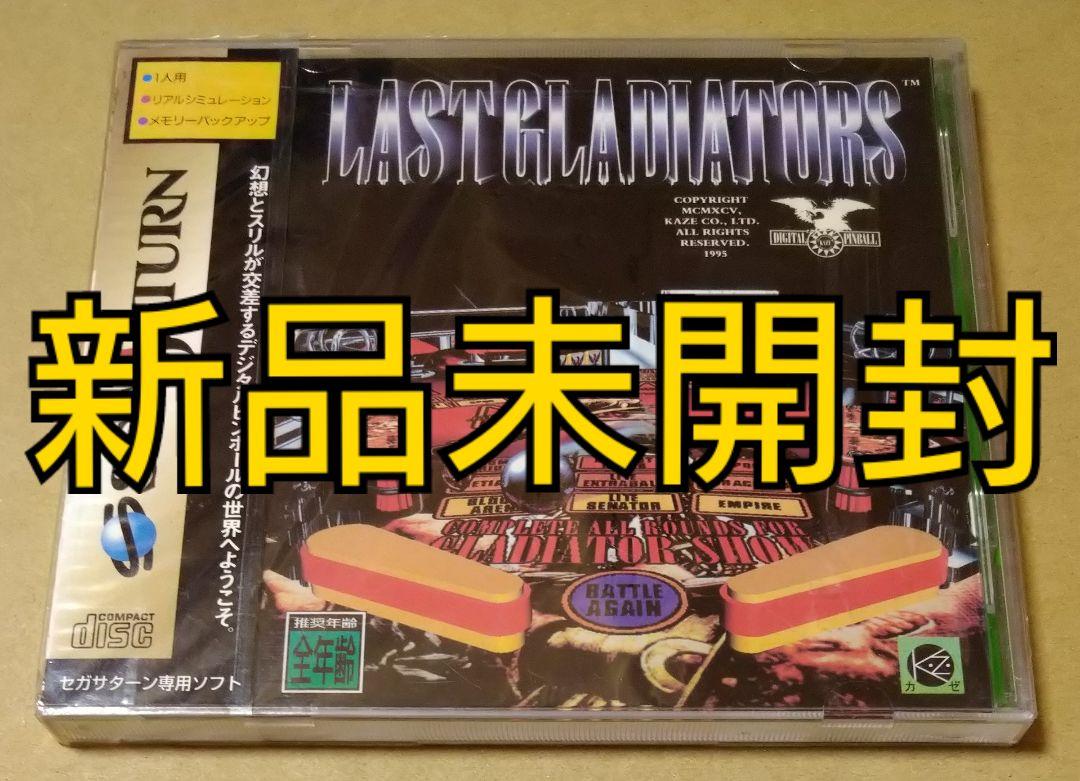 1人用
リアルシミュレーション
メモリーバックアップ
LAST GLADIATORS™
COPYRIGHT
MCMXCV,
KAZE CO., LTD.
ALL RIGHTS
RESERVED.
1995
DIGITAL KAZE PINBALL
幻想とスリルが交差するデジタルピンボールの世界へようこそ。
新品未開封
LITE
EXTRABALL
LITE
SENATOR
EMPIRE
COMPLETE ALL ROUNDS FOR
GLADIATOR SHOW
BATTLE
AGAIN
推奨年齢
全年齢
COMPACT
disc
セガサターン専用ソフト
カゼ